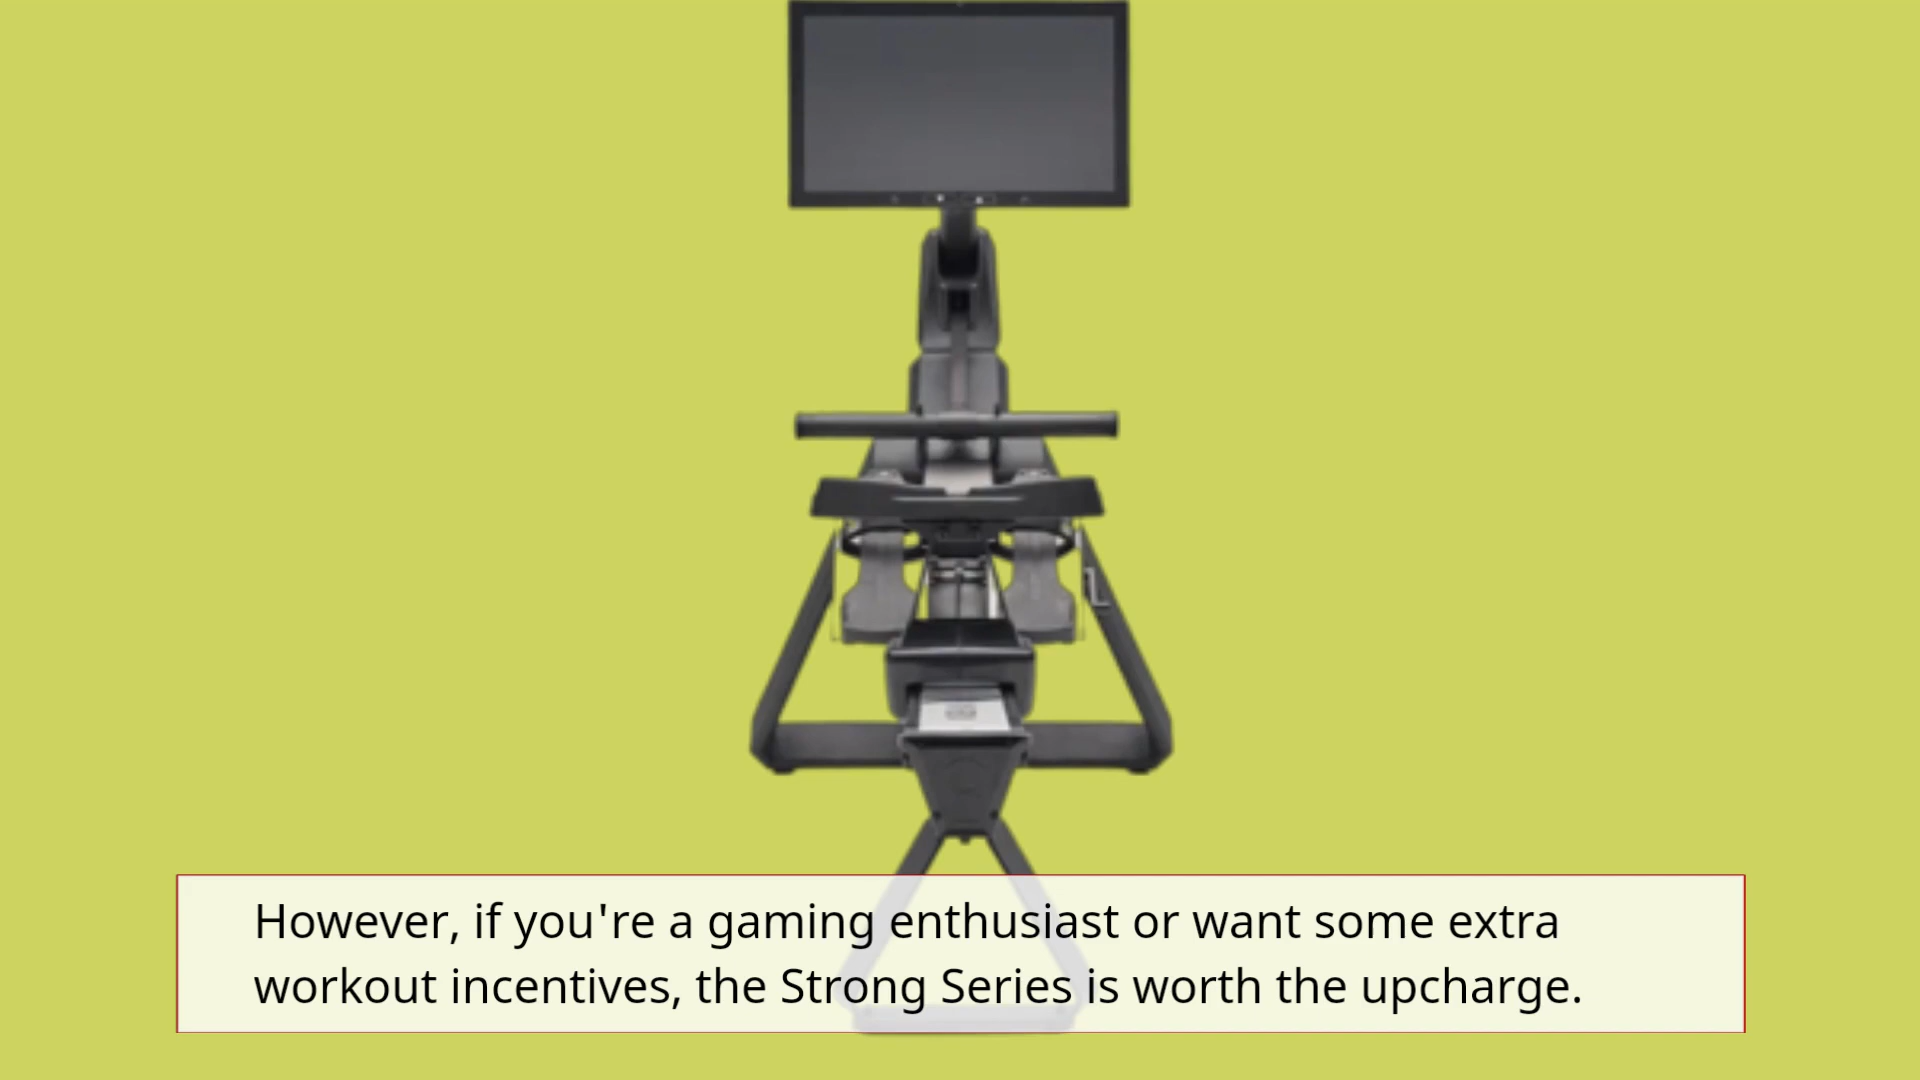 However, if you're a gaming enthusiast or want some extra
workout incentives, the Strong Series is worth the upcharge.